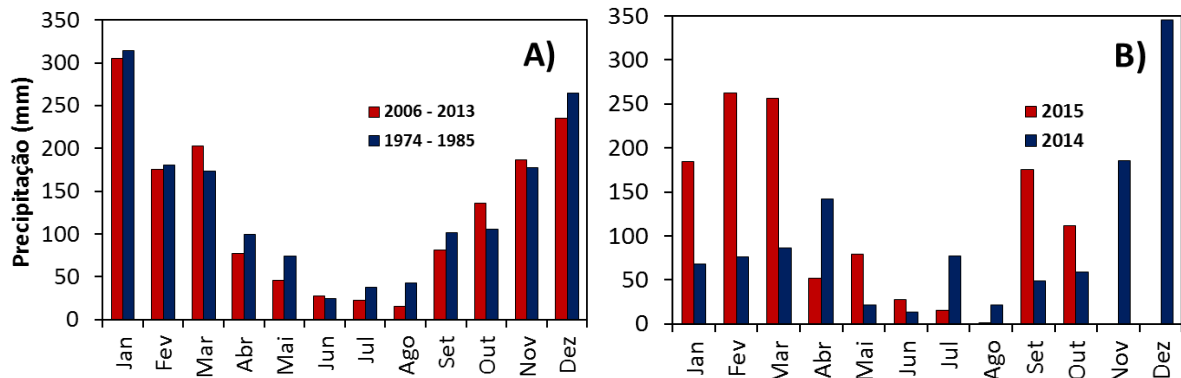 Precipitação (mm)
350
300
250
200
150
100
50
0
A)
2006 - 2013
1974 - 1985
Jan Fev Mar Abr Mai Jun Jul Ago Set Out Nov Dez
350
300
250
200
150
100
50
0
B)
2015
2014
Jan Fev Mar Abr Mai Jun Jul Ago Set Out Nov Dez